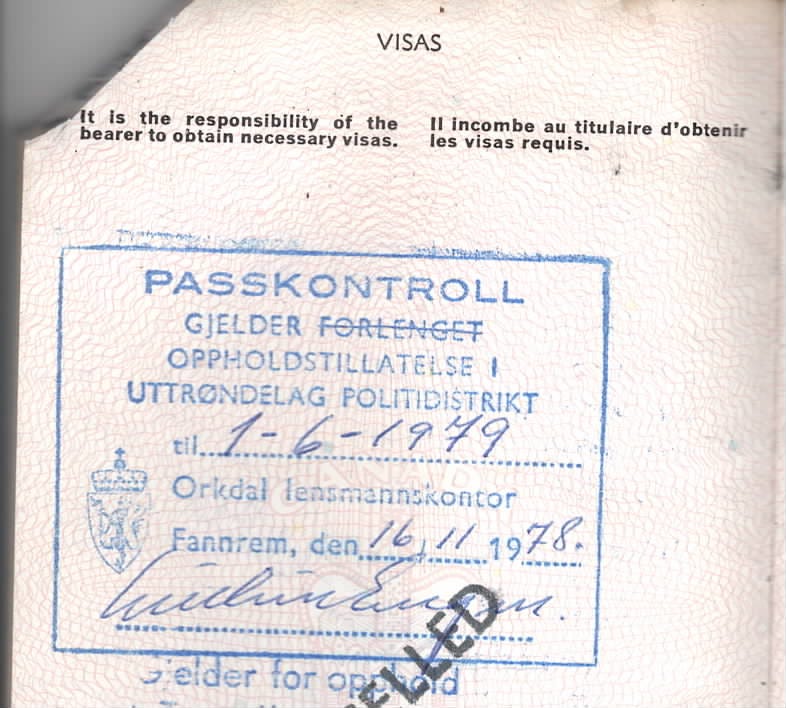 VISAS
It is the responsibility of the
bearer to obtain necessary visas.
Il incombe au titulaire d'obtenir
les visas requis.
PASSKONTROLL
GJELDER FORLENGET
OPPHOLDSTILLATELSE I
UTTRØNDELAG POLITIDISTRIKT
til 1-6-1979
Orkdal lensmannskontor
Fannrem, den 16/11 1978.
Gjelder for opphold